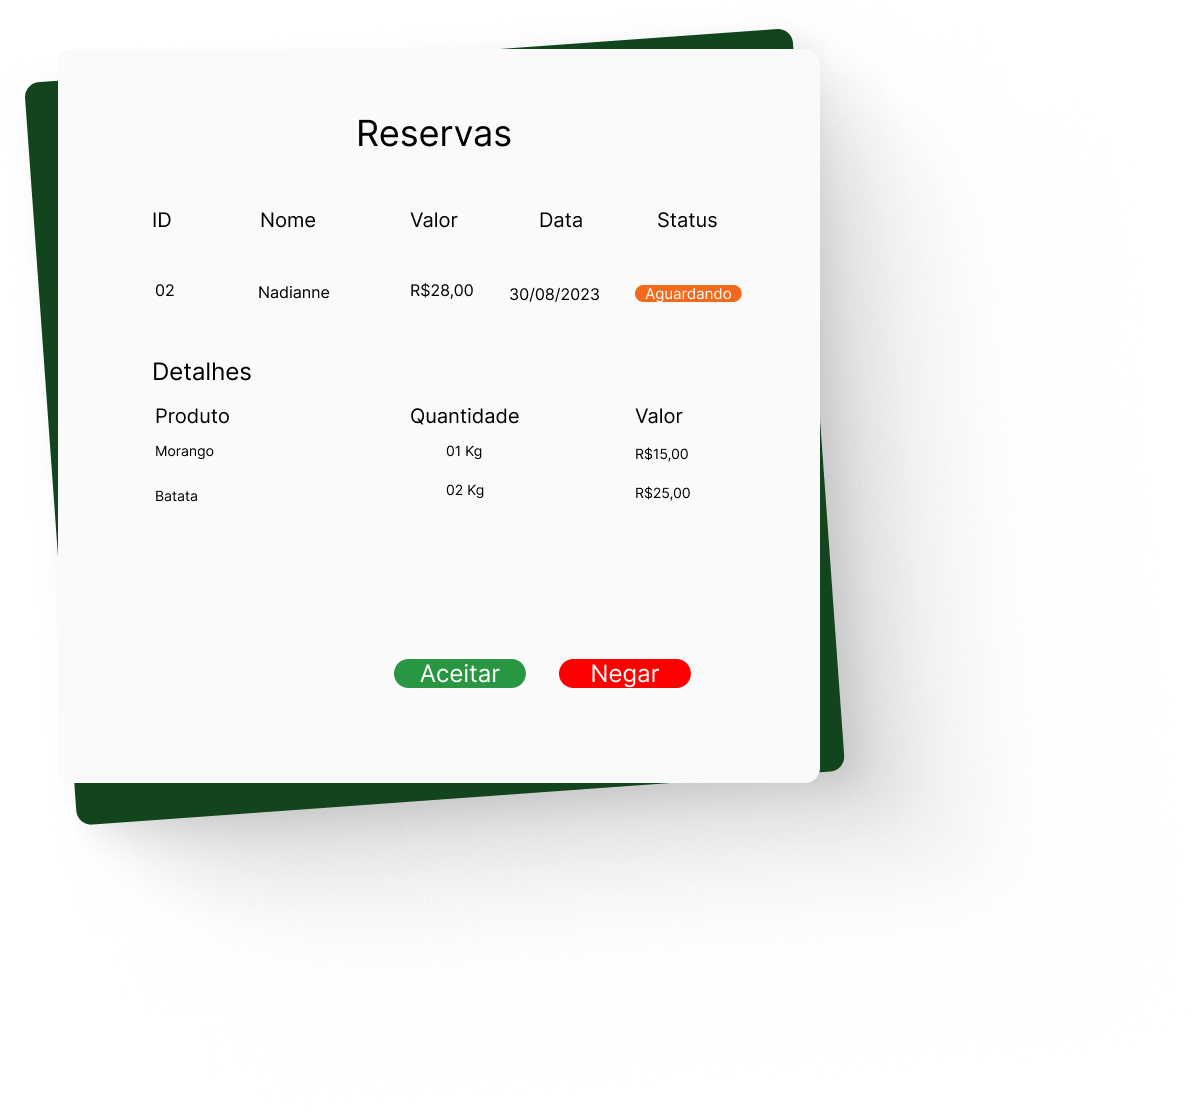 Reservas
ID Nome Valor Data Status
02 Nadianne R$28,00 30/08/2023 Aguardando
Detalhes
Produto Quantidade Valor
Morango 01 Kg R$15,00
Batata 02 Kg R$25,00
Aceitar Negar